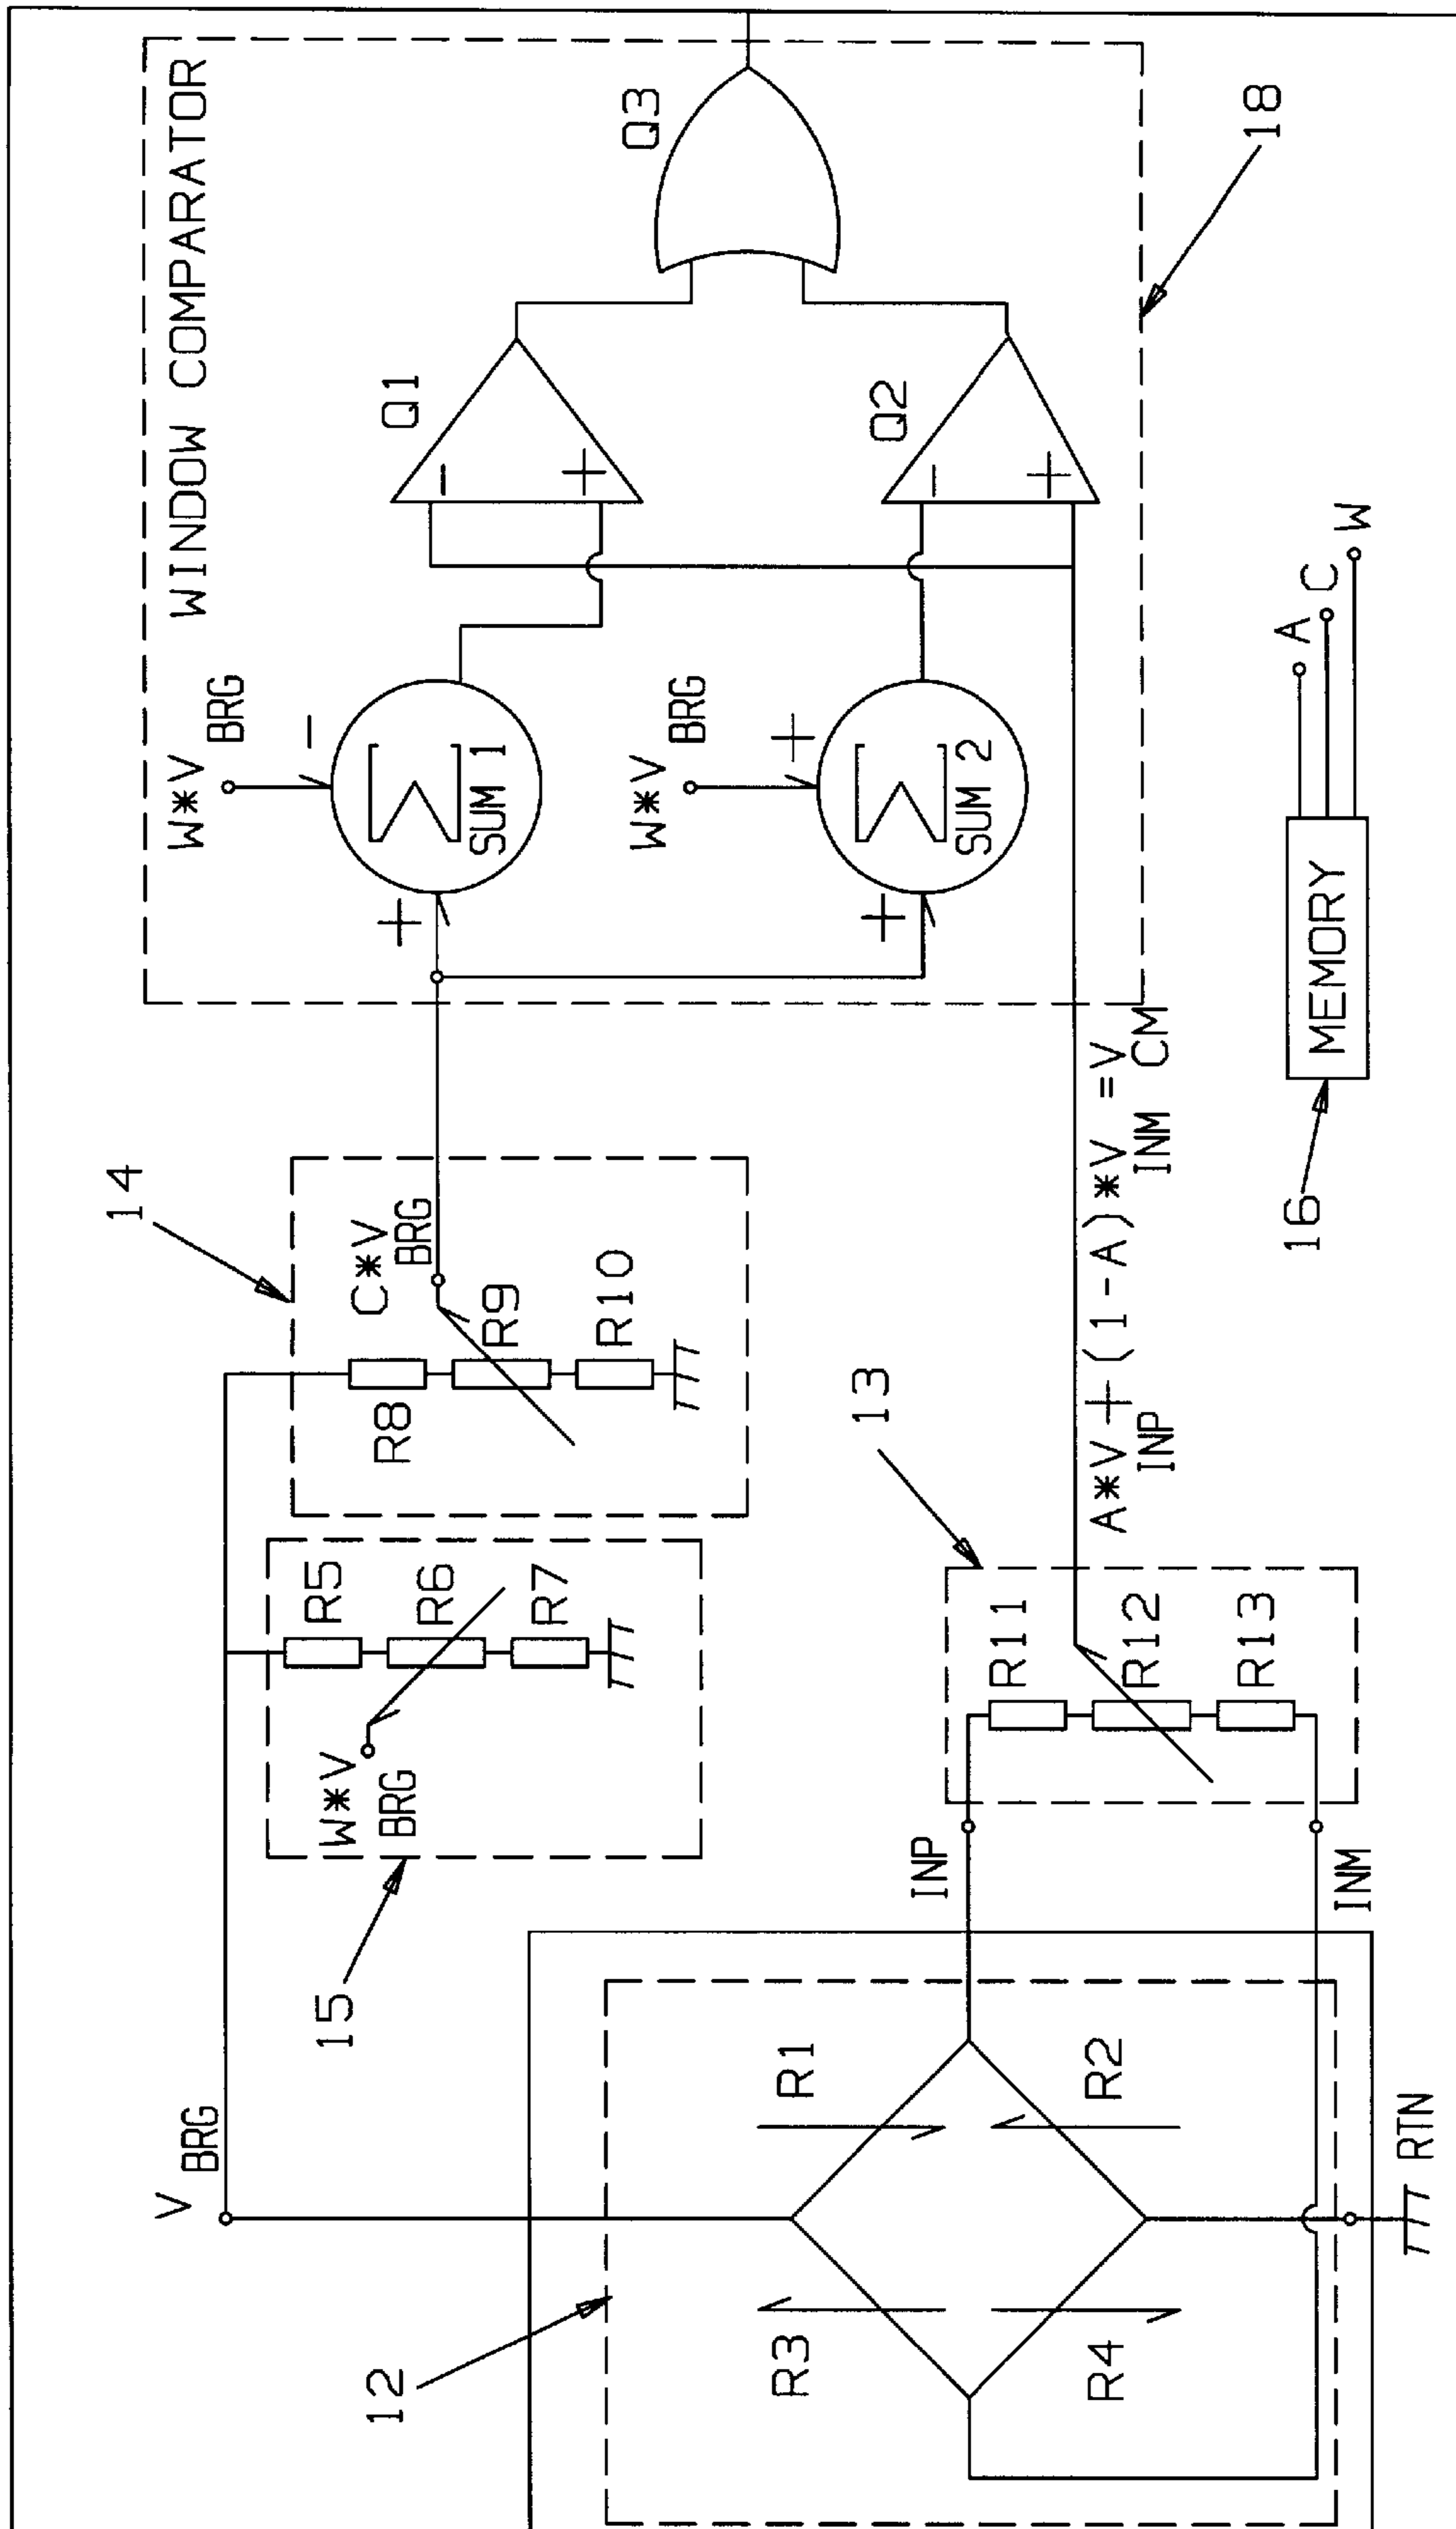 WINDOW COMPARATOR
18
Q3
Q1
Q2
W*V
BRG
-
+
SUM 1
W*V
BRG
+
+
SUM 2
-
+
-
+
14
C*V
BRG
R8
R9
R10
13
A*V + (1-A)*V =V
INP INM CM
16
MEMORY
A
C
W
R5
R6
R7
W*V
BRG
15
R11
R12
R13
INP
INM
V
BRG
12
R1
R2
R3
R4
RTN